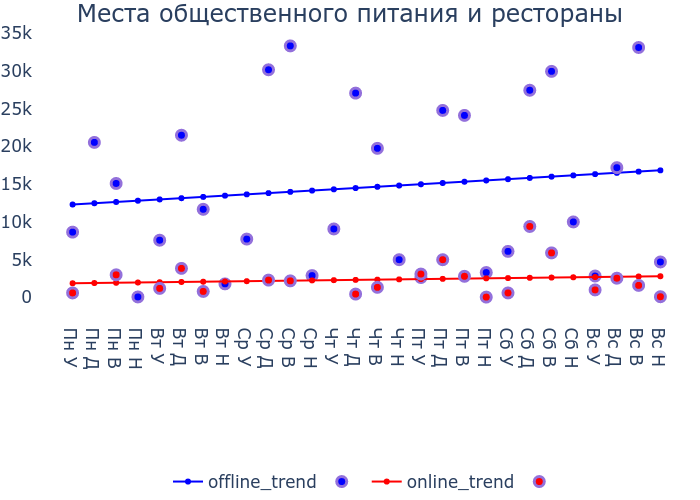 Места общественного питания и рестораны
35k
30k
25k
20k
15k
10k
5k
0
Пн У
Пн Д
Пн В
Пн Н
Вт У
Вт Д
Вт В
Вт Н
Ср У
Ср Д
Ср В
Ср Н
Чт У
Чт Д
Чт В
Чт Н
Пт У
Пт Д
Пт В
Пт Н
Сб У
Сб Д
Сб В
Сб Н
Вс У
Вс Д
Вс В
Вс Н
offline_trend
online_trend